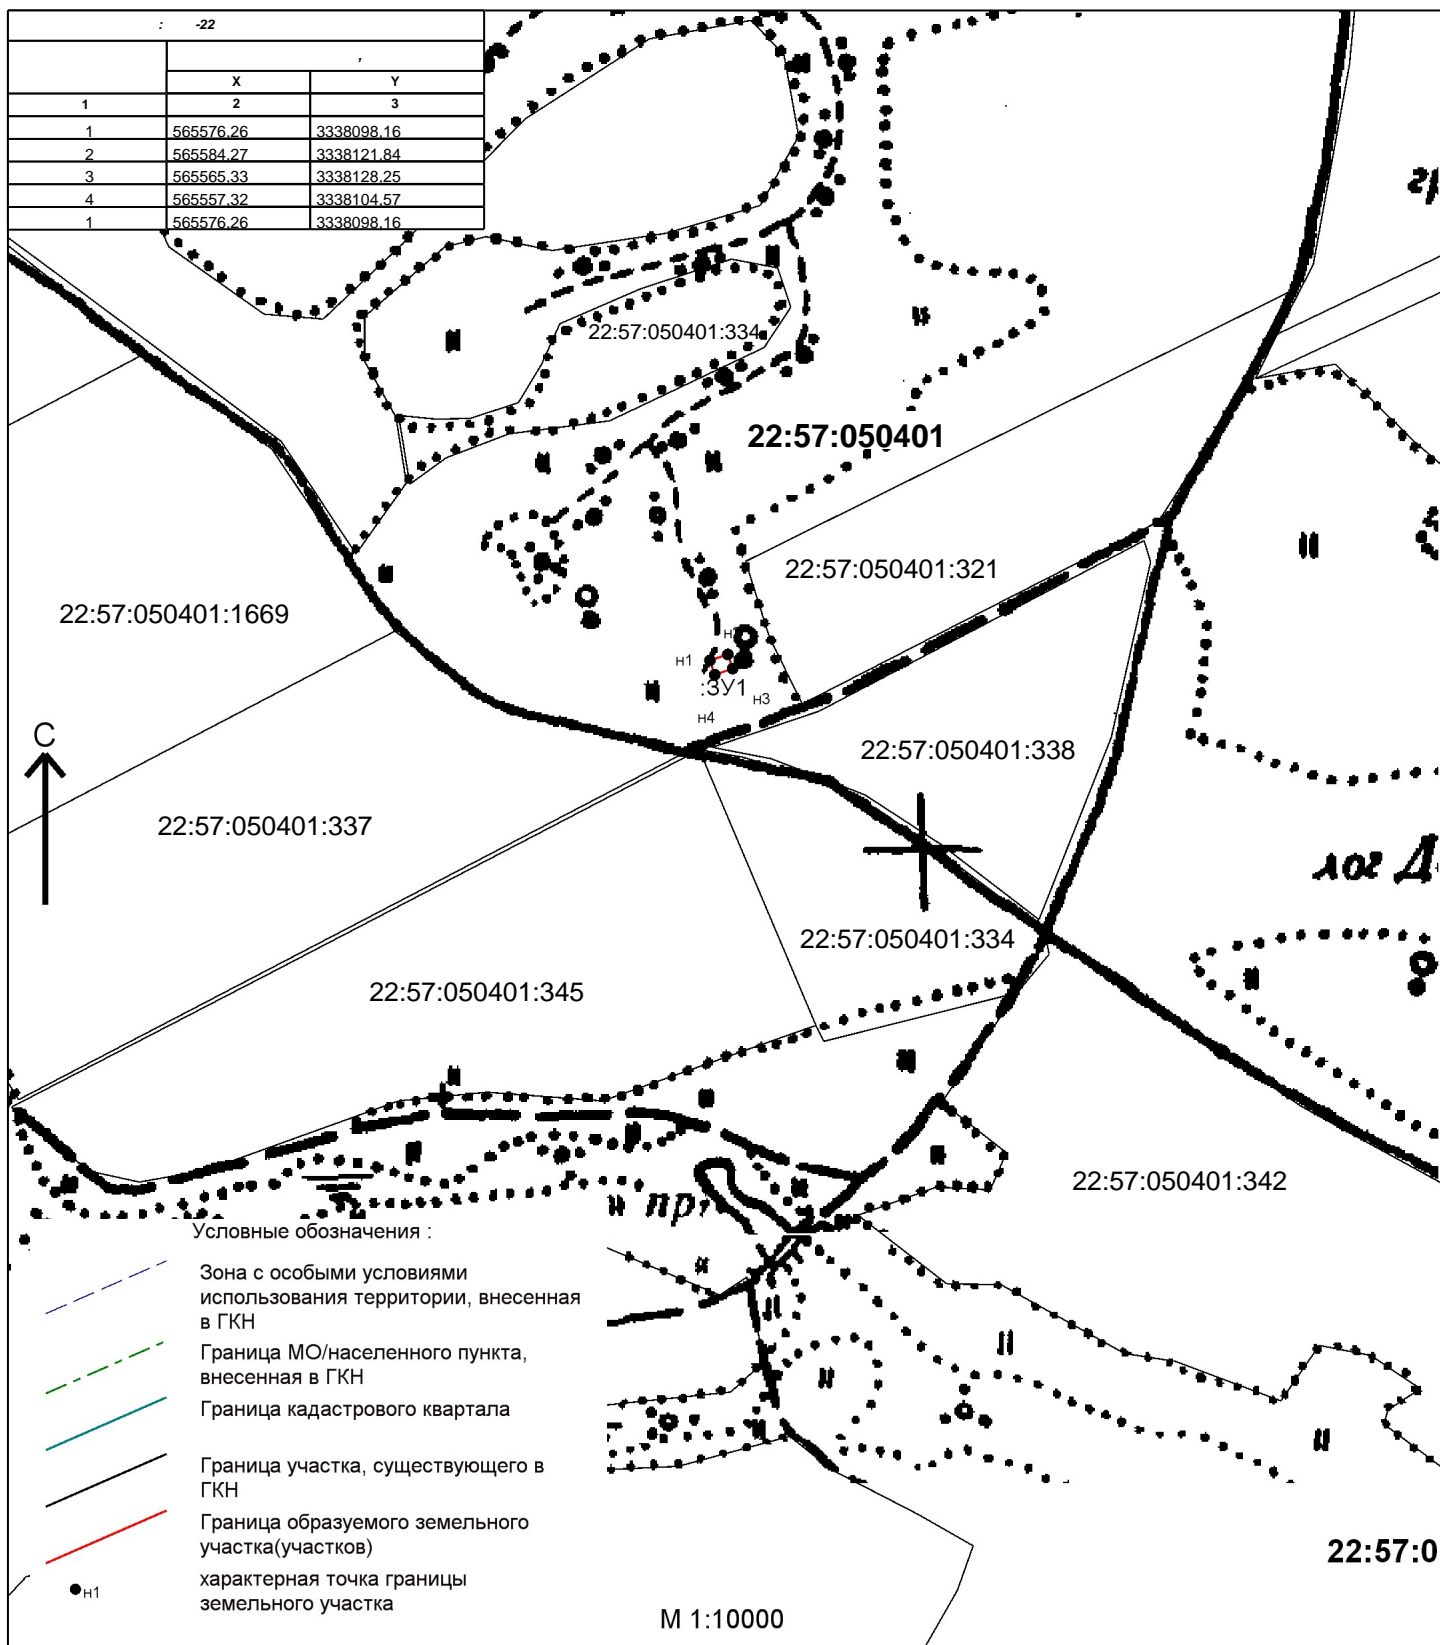 : -22
,
X Y
1 2 3
1 565576,26 3338098,16
2 565584,27 3338121,84
3 565565,33 3338128,25
4 565557,32 3338104,57
1 565576,26 3338098,16
22:57:050401:334
22:57:050401
22:57:050401:321
22:57:050401:1669
н1
:ЗУ1
н3
н4
С
22:57:050401:338
22:57:050401:337
лог Д
22:57:050401:334
22:57:050401:345
22:57:050401:342
Условные обозначения :
Зона с особыми условиями
использования территории, внесенная
в ГКН
Граница МО/населенного пункта,
внесенная в ГКН
Граница кадастрового квартала
Граница участка, существующего в
ГКН
Граница образуемого земельного
участка(участков)
22:57:0
н1
характерная точка границы
земельного участка
М 1:10000